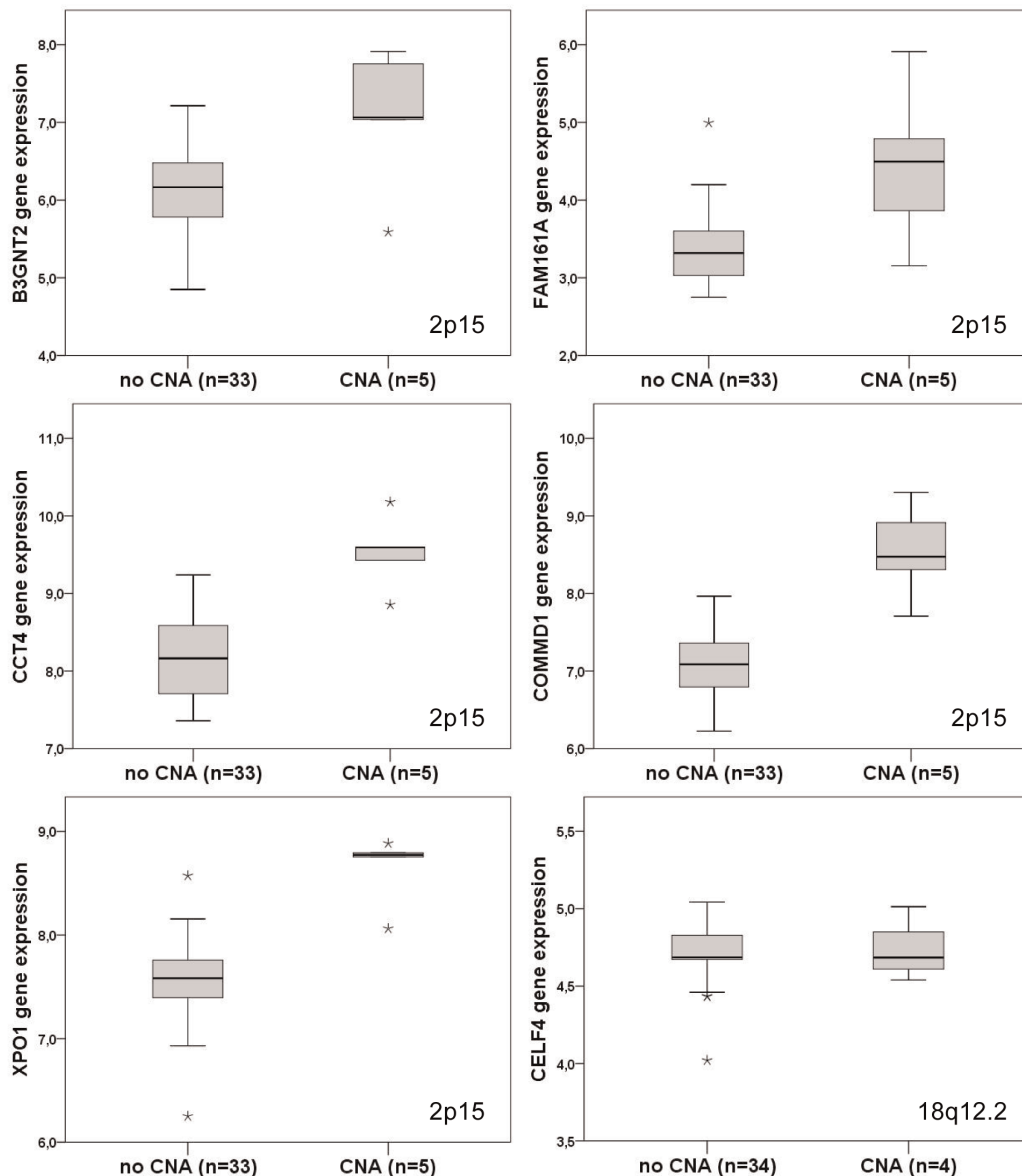 B3GNT2 gene expression
8,0
7,0
6,0
5,0
4,0
2p15
no CNA (n=33) CNA (n=5)
FAM161A gene expression
6,0
5,0
4,0
3,0
2,0
2p15
no CNA (n=33) CNA (n=5)
CCT4 gene expression
11,0
10,0
9,0
8,0
7,0
2p15
no CNA (n=33) CNA (n=5)
COMMD1 gene expression
10,0
9,0
8,0
7,0
6,0
2p15
no CNA (n=33) CNA (n=5)
XPO1 gene expression
9,0
8,0
7,0
6,0
2p15
no CNA (n=33) CNA (n=5)
CELF4 gene expression
5,5
5,0
4,5
4,0
3,5
18q12.2
no CNA (n=34) CNA (n=4)